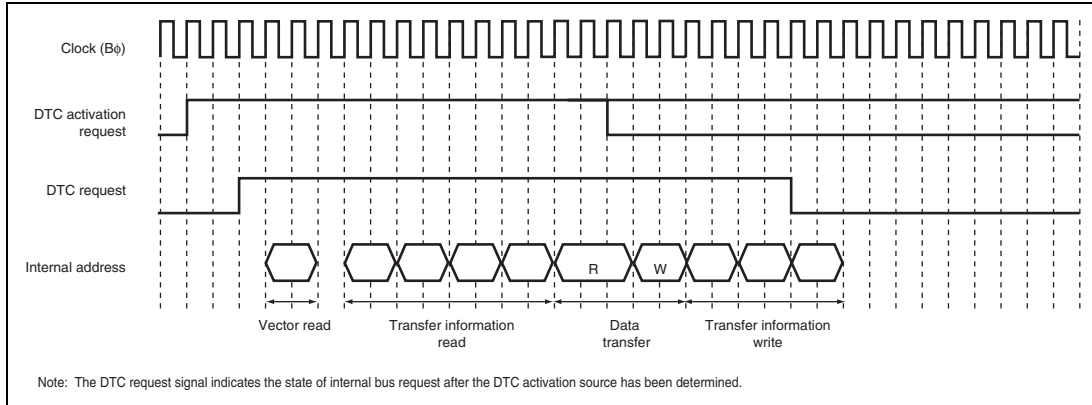 Clock (Bϕ)
DTC activation
request
DTC request
Internal address
R
W
Vector read
Transfer information
read
Data
transfer
Transfer information
write
Note: The DTC request signal indicates the state of internal bus request after the DTC activation source has been determined.